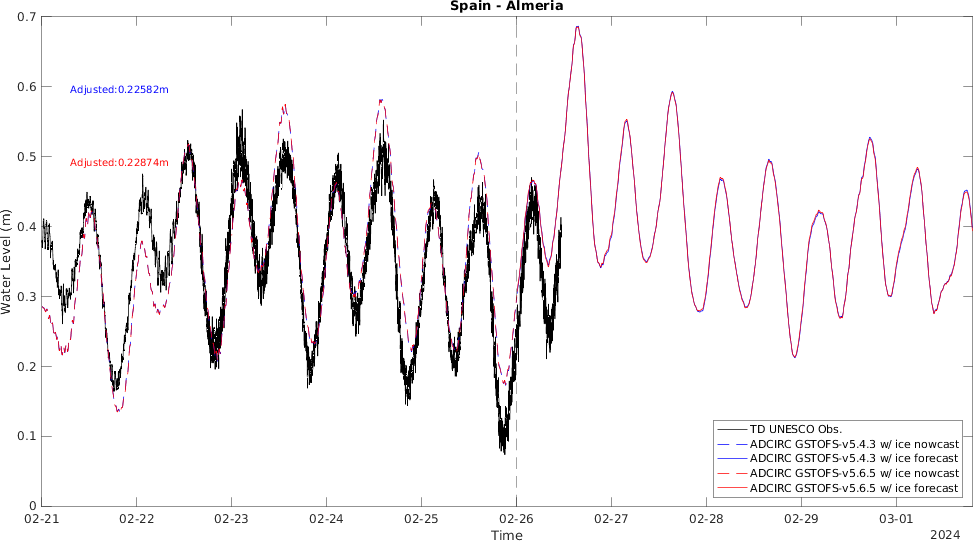 Spain - Almeria
0.7
0.6
0.5
0.4
0.3
0.2
0.1
0
Water Level (m)
Adjusted:0.22582m
Adjusted:0.22874m
TD UNESCO Obs.
ADCIRC GSTOFS-v5.4.3 w/ ice nowcast
ADCIRC GSTOFS-v5.4.3 w/ ice forecast
ADCIRC GSTOFS-v5.6.5 w/ ice nowcast
ADCIRC GSTOFS-v5.6.5 w/ ice forecast
02-21 02-22 02-23 02-24 02-25 02-26 02-27 02-28 02-29 03-01
Time
2024